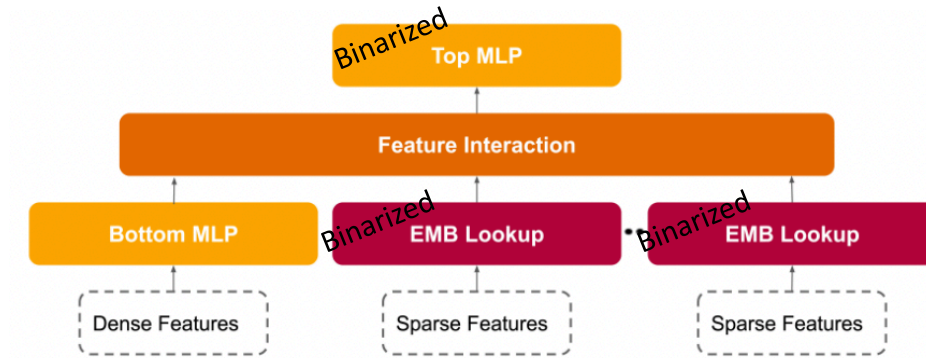 Binarized
Top MLP
Feature Interaction
Bottom MLP
Binarized
EMB Lookup
Binarized
EMB Lookup
Dense Features
Sparse Features
Sparse Features